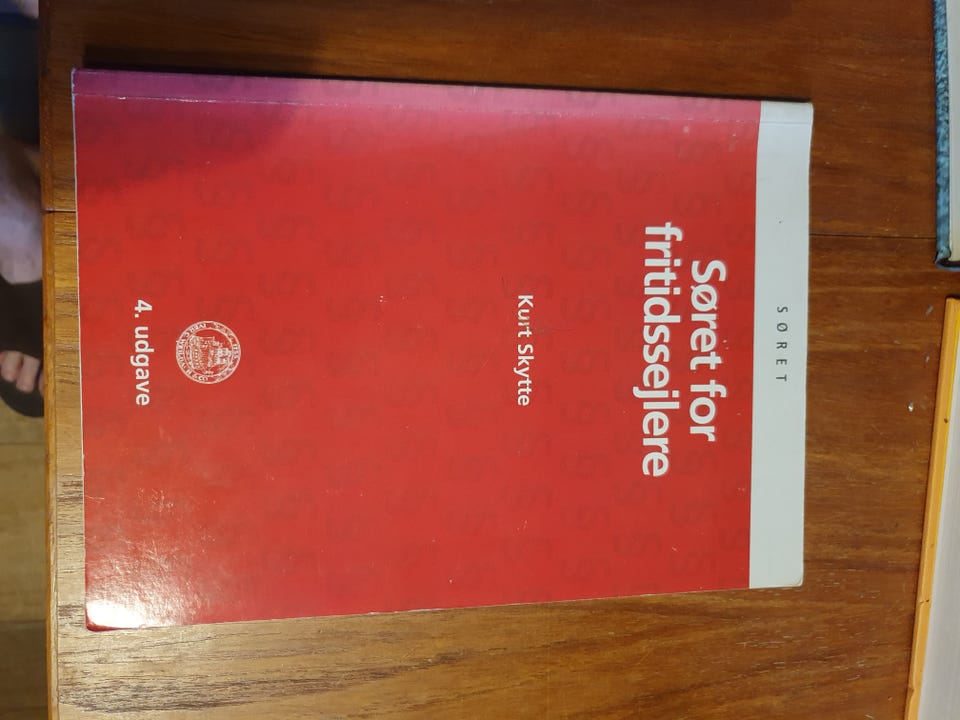 SØRET
Søret for
fritidssejlere
Kurt Skytte
4. udgave